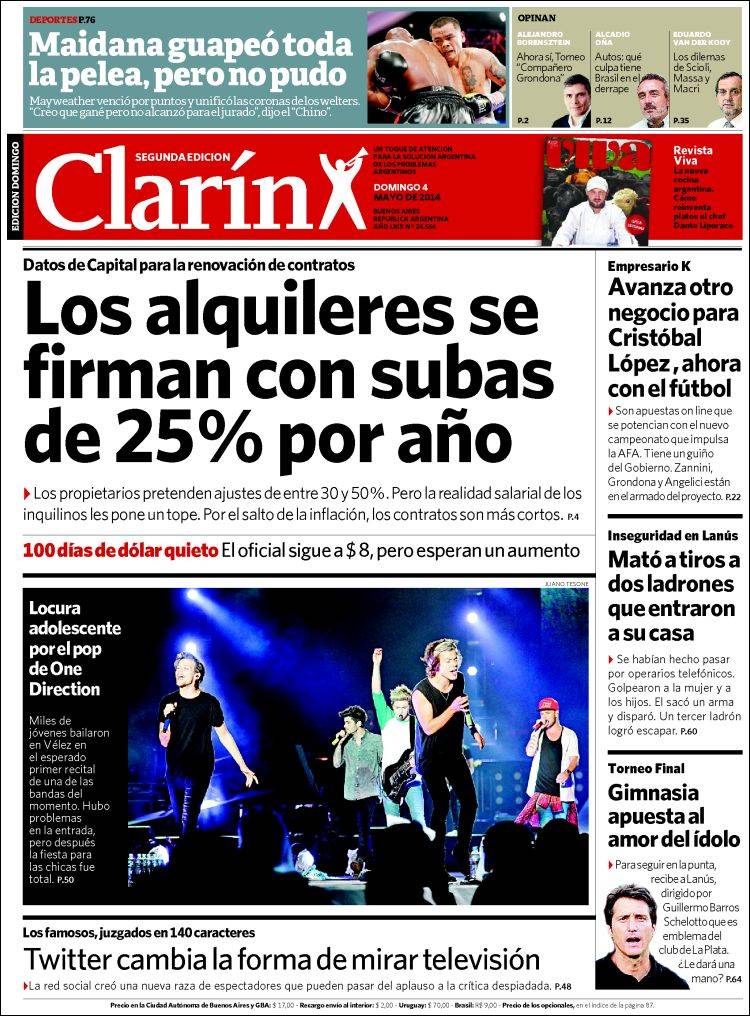 DEPORTES P.76
Maidana guapeó toda
la pelea, pero no pudo
Mayweather venció por puntos y unificó las coronas de los welters.
"Creo que gané pero no alcanzó para el jurado", dijo el "Chino".
OPINAN
ALEJANDRO
BORENSZTEIN
Ahora sí, Torneo
"Compañero
Grondona"
P.2
ALCADIO
OÑA
Autos: qué
culpa tiene
Brasil en el
derrape
P.12
EDUARDO
VAN DER KOOY
Los dilemas
de Scioli,
Massa y
Macri
P.35
EDICION DOMINGO
SEGUNDA EDICION
Clarín
UN TOQUE DE ATENCIÓN
PARA LA SOLUCIÓN ARGENTINA
DE LOS PROBLEMAS
ARGENTINOS
DOMINGO 4
MAYO DE 2014
BUENOS AIRES
REPUBLICA ARGENTINA
AÑO LXIX Nº 24.556
viva
Revista
Viva
La nueva
cocina
argentina.
Cómo
reinventa
platos el chef
Dante Liporace
Datos de Capital para la renovación de contratos
Los alquileres se
firman con subas
de 25% por año
Los propietarios pretenden ajustes de entre 30 y 50%. Pero la realidad salarial de los
inquilinos les pone un tope. Por el salto de la inflación, los contratos son más cortos. P.4
100 días de dólar quieto El oficial sigue a $ 8, pero esperan un aumento
JUANO TESONE
Locura
adolescente
por el pop
de One
Direction
Miles de
jóvenes bailaron
en Vélez en
el esperado
primer recital
de una de las
bandas del
momento. Hubo
problemas
en la entrada,
pero después
la fiesta para
las chicas fue
total. P.50
Los famosos, juzgados en 140 caracteres
Twitter cambia la forma de mirar televisión
La red social creó una nueva raza de espectadores que pueden pasar del aplauso a la crítica despiadada. P.48
Empresario K
Avanza otro
negocio para
Cristóbal
López , ahora
con el fútbol
Son apuestas on line que
se potencian con el nuevo
campeonato que impulsa
la AFA. Tiene un guiño
del Gobierno. Zannini,
Grondona y Angelici están
en el armado del proyecto. P.22
Inseguridad en Lanús
Mató a tiros a
dos ladrones
que entraron
a su casa
Se habían hecho pasar
por operarios telefónicos.
Golpearon a la mujer y a
los hijos. El sacó un arma
y disparó. Un tercer ladrón
logró escapar. P.60
Torneo Final
Gimnasia
apuesta al
amor del ídolo
Para seguir en la punta,
recibe a Lanús,
dirigido por
Guillermo Barros
Schelotto que es
emblema del
club de La Plata.
¿Le dará una
mano? P.64
Precio en la Ciudad Autónoma de Buenos Aires y GBA: $ 17,00 - Recargo envío al interior: $ 2,00 - Uruguay: $ 70,00 - Brasil: R$ 9,00 - Precio de los opcionales, en el índice de la página 87.